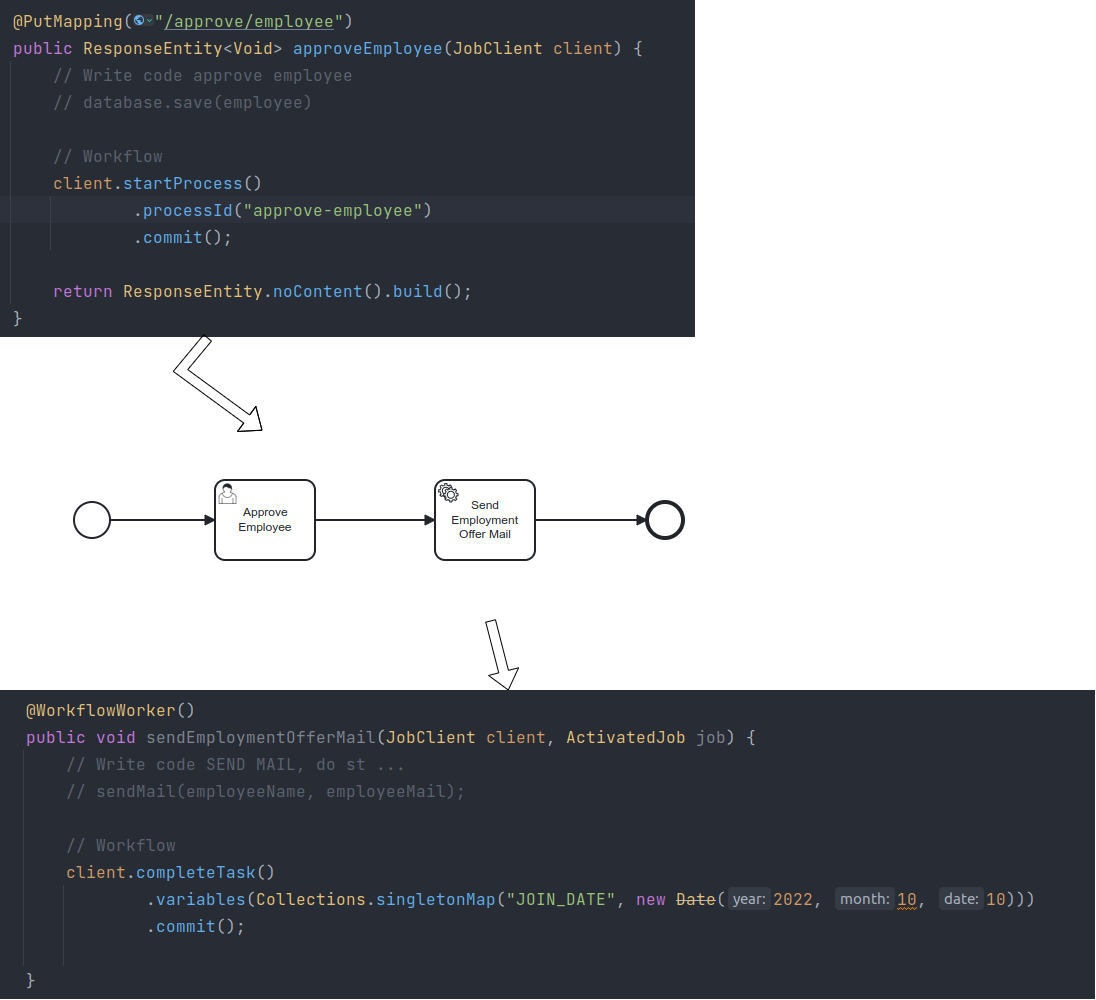 @PutMapping("/approve/employee")
public ResponseEntity<Void> approveEmployee(JobClient client) {
// Write code approve employee
// database.save(employee)
// Workflow
client.startProcess()
.processId("approve-employee")
.commit();
return ResponseEntity.noContent().build();
}
Approve
Employee
Send
Employment
Offer Mail
@WorkflowWorker()
public void sendEmploymentOfferMail(JobClient client, ActivatedJob job) {
// Write code SEND MAIL, do st ...
// sendMail(employeeName, employeeMail);
// Workflow
client.completeTask()
.variables(Collections.singletonMap("JOIN_DATE", new Date( year: 2022, month: 10, date: 10)))
.commit();
}